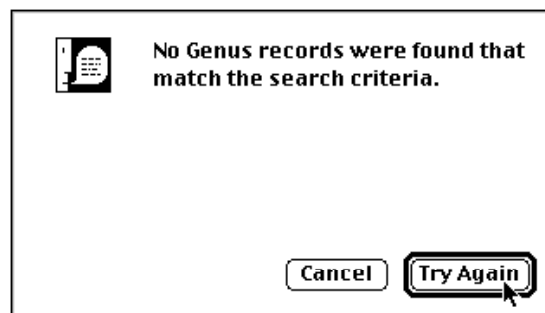 No Genus records were found that
match the search criteria.
Cancel
Try Again